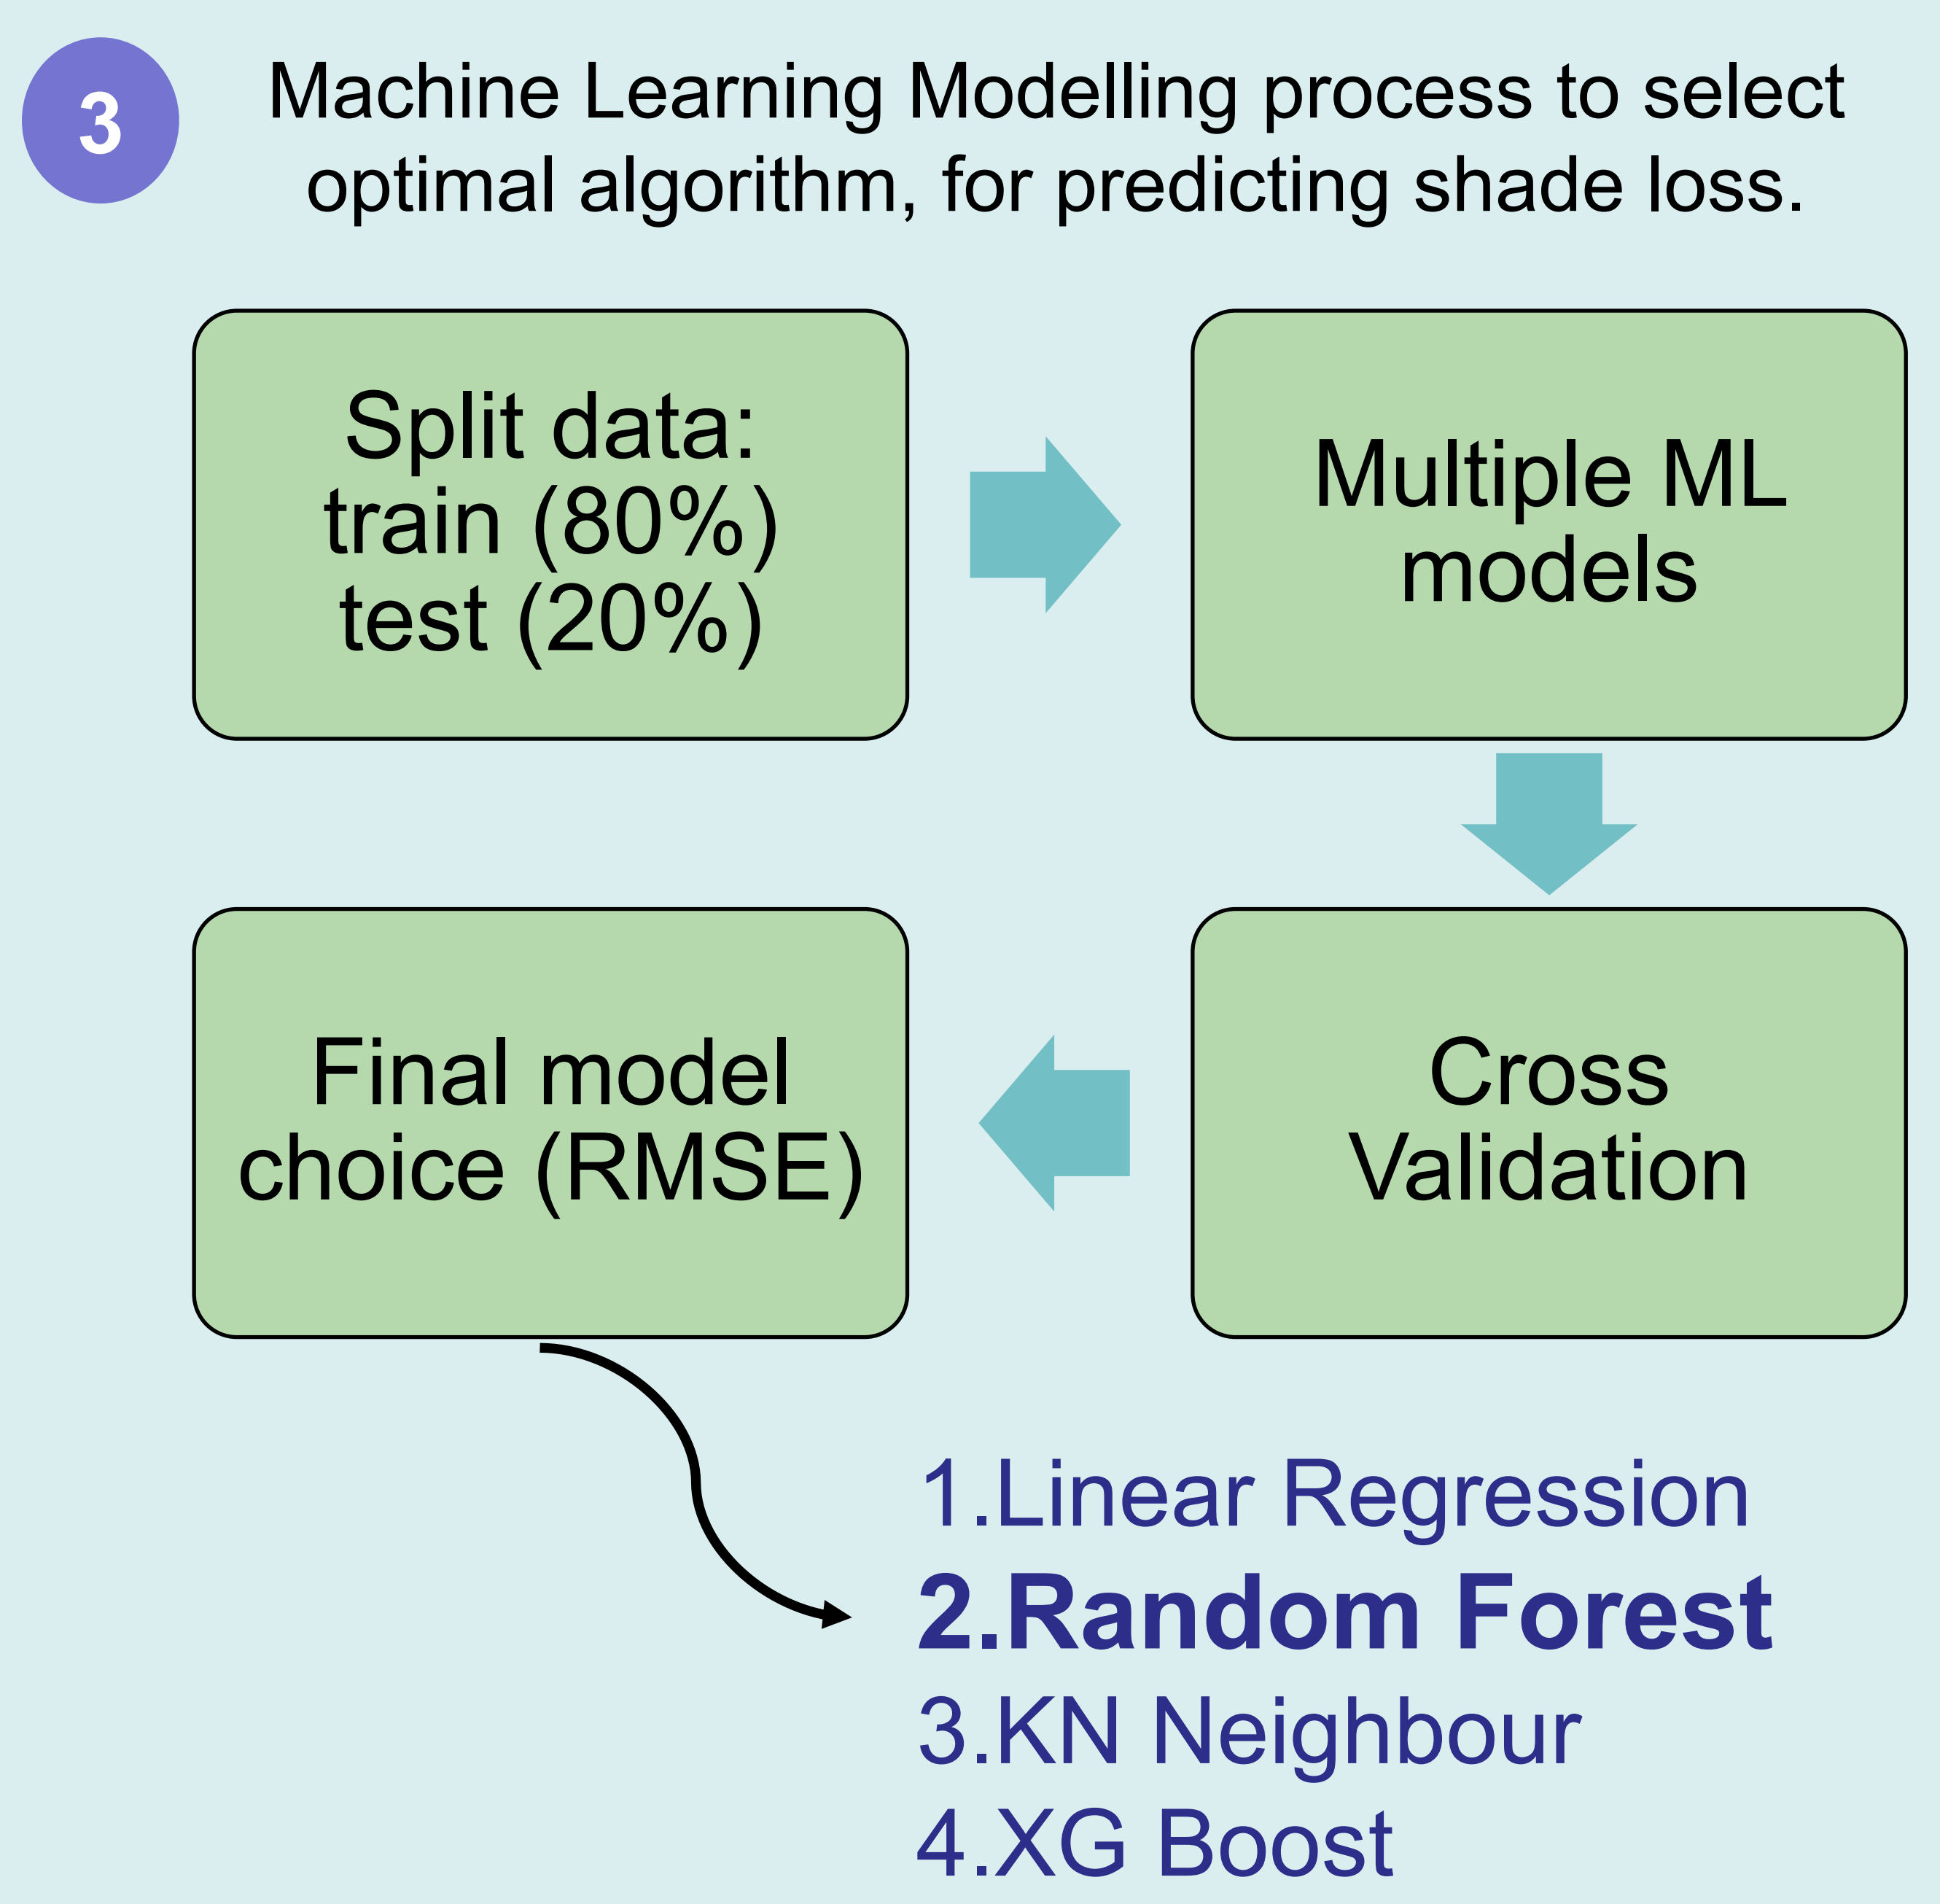 3
Machine Learning Modelling process to select
optimal algorithm, for predicting shade loss.
Split data:
train (80%)
test (20%)
Multiple ML
models
Cross
Validation
Final model
choice (RMSE)
1.Linear Regression
2.Random Forest
3.KN Neighbour
4.XG Boost